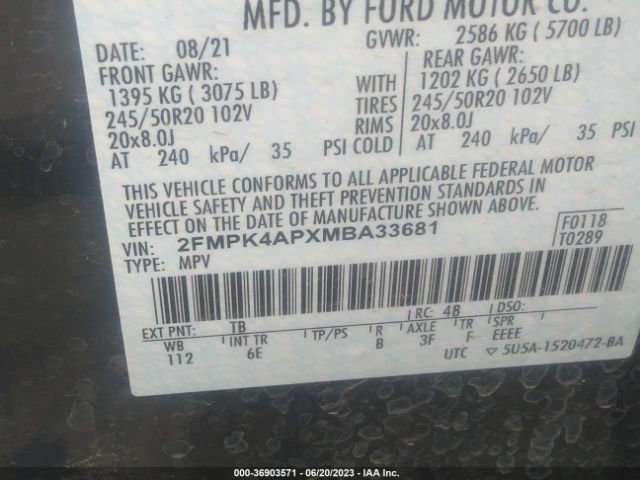 MFD. BY FORD MOTOR CO.
DATE: 08/21 GVWR: 2586 KG ( 5700 LB)
FRONT GAWR: REAR GAWR:
1395 KG ( 3075 LB) WITH 1202 KG ( 2650 LB)
245/50R20 102V TIRES 245/50R20 102V
20x8.0J RIMS 20x8.0J
AT 240 kPa/ 35 PSI COLD AT 240 kPa/ 35 PSI
THIS VEHICLE CONFORMS TO ALL APPLICABLE FEDERAL MOTOR
VEHICLE SAFETY AND THEFT PREVENTION STANDARDS IN
EFFECT ON THE DATE OF MANUFACTURE SHOWN ABOVE.
VIN: 2FMPK4APXMBA33681 F0118
TYPE: MPV T0289
EXT PNT: TB RC: 48 DSO:
WB INT TR TP/PS R AXLE TR SPR
112 6E B 3F F EEEE
UTC ▽ 5U5A-1520472-BA
000-36903571 - 06/20/2023 - IAA Inc.